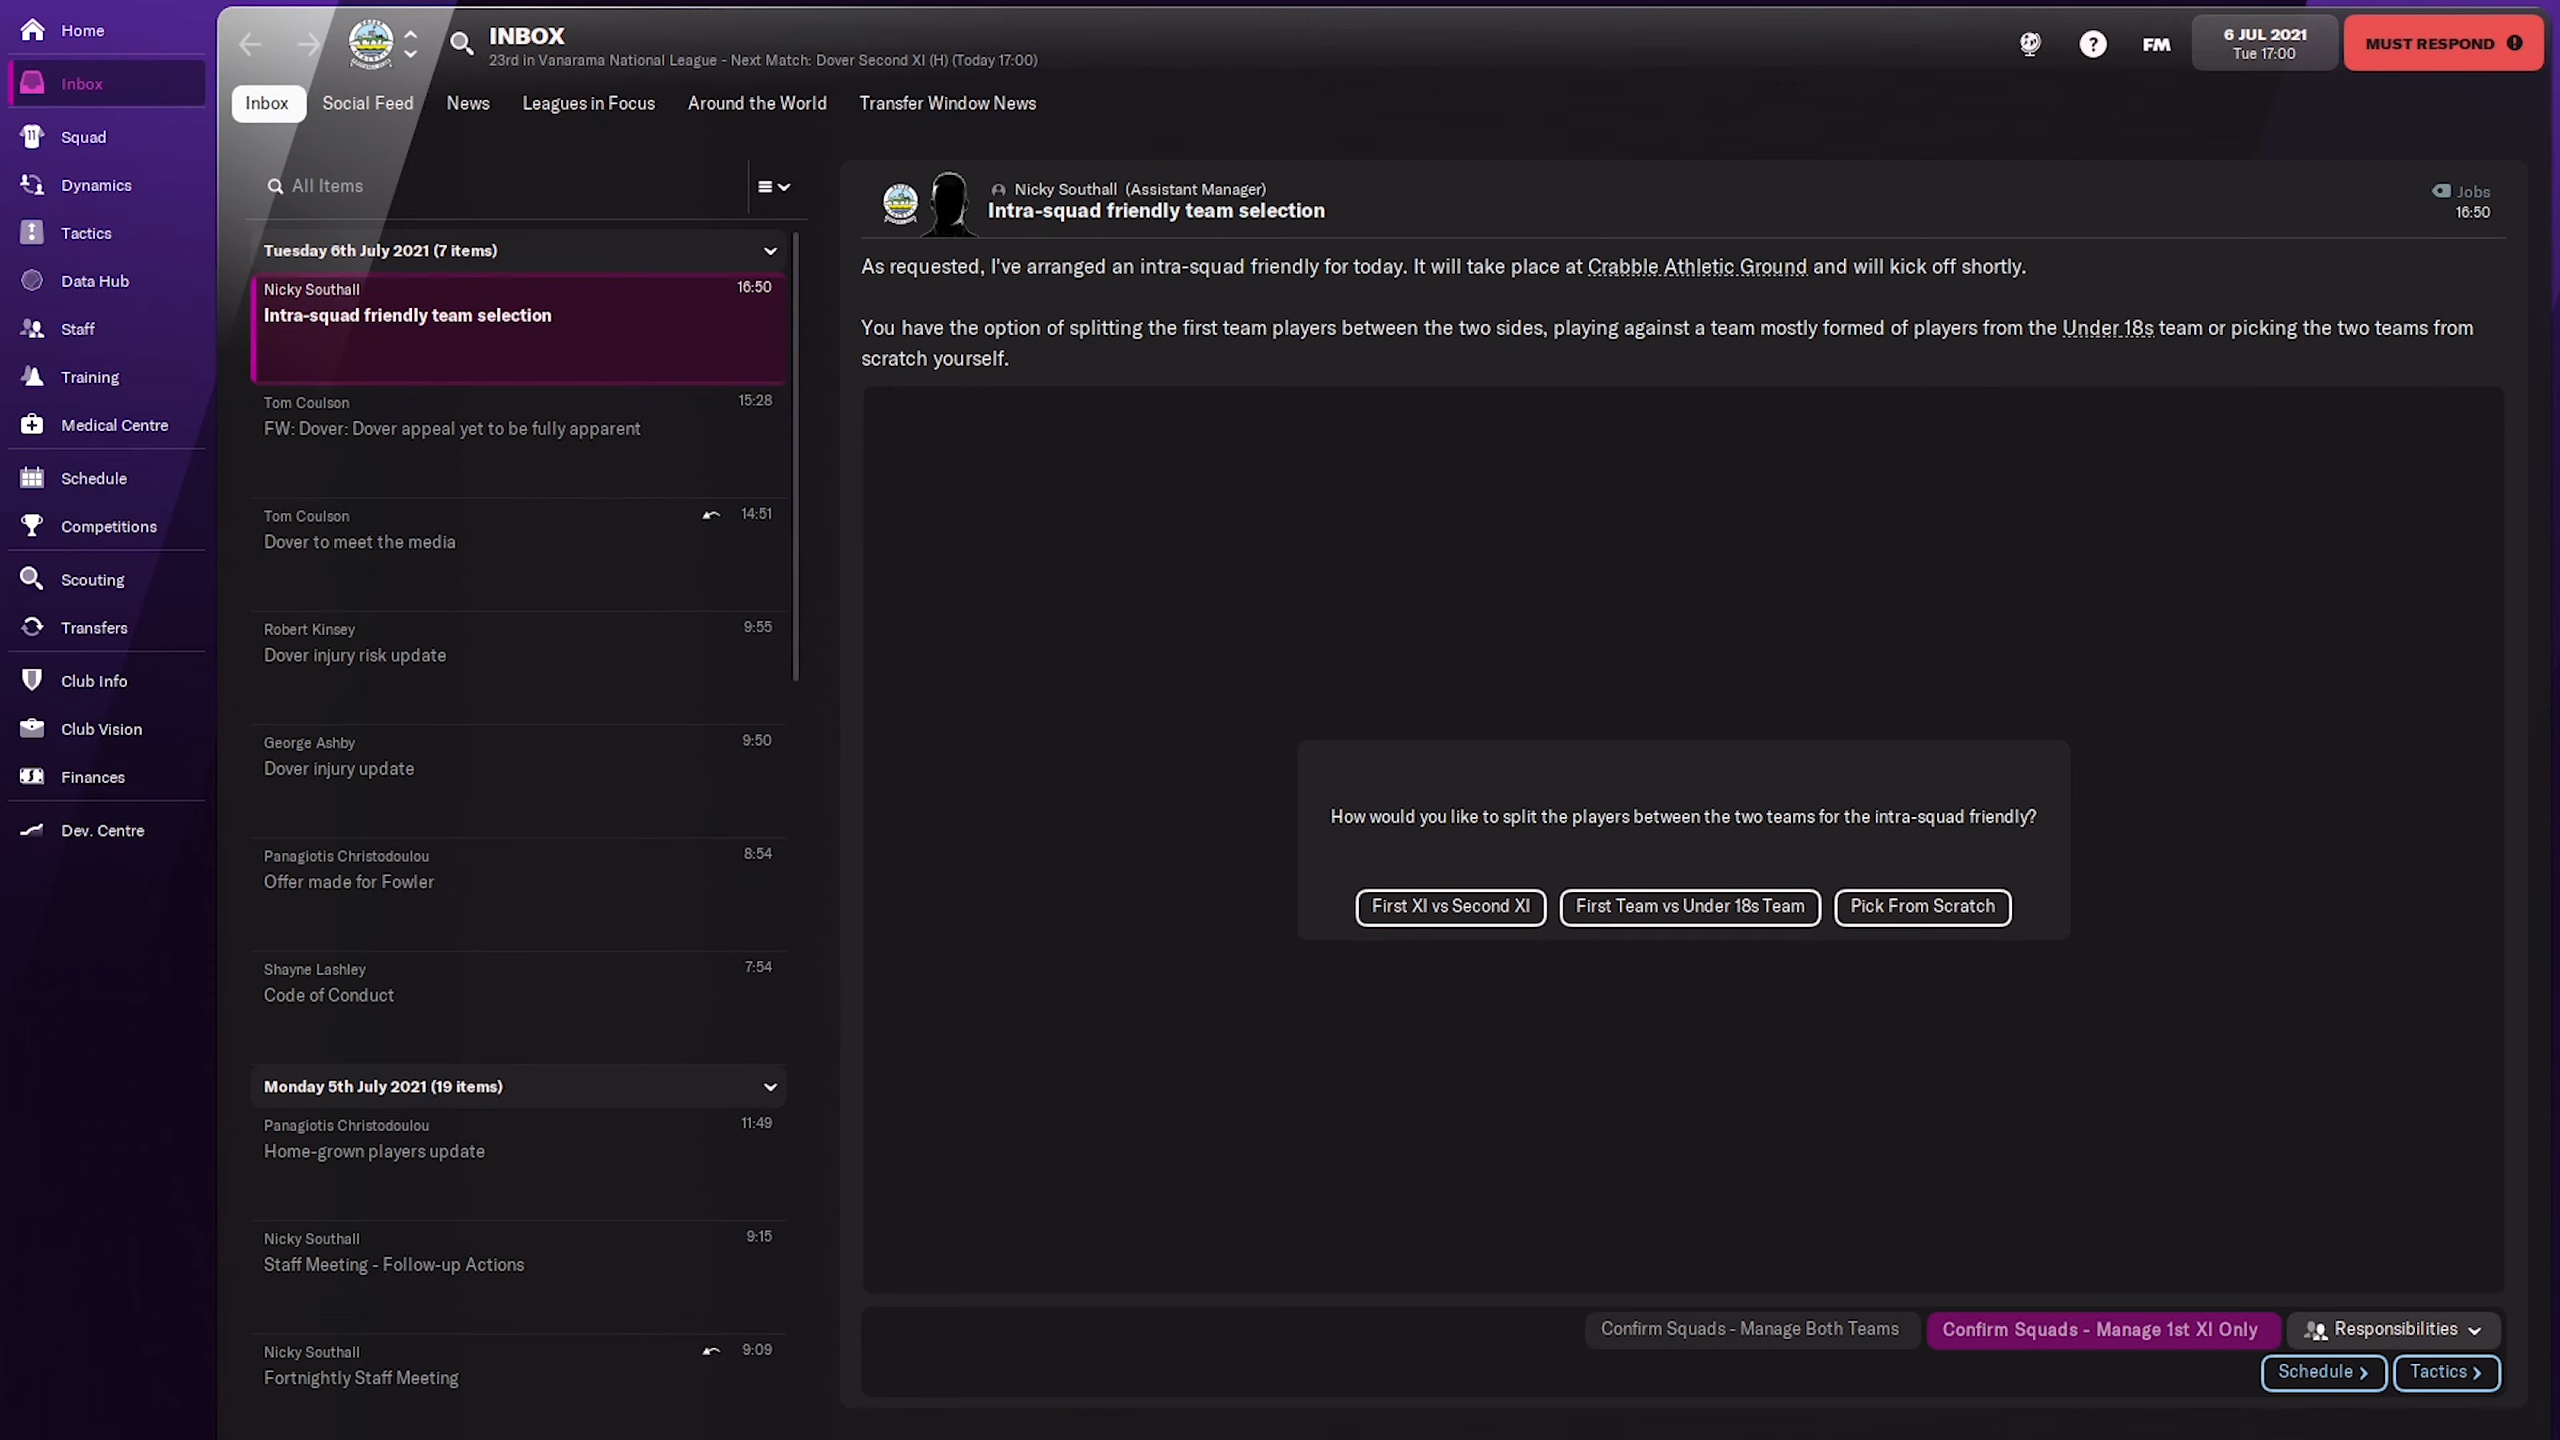 Home
Inbox
Squad
Dynamics
Tactics
Data Hub
Staff
Training
Medical Centre
Schedule
Competitions
Scouting
Transfers
Club Info
Club Vision
Finances
Dev. Centre
INBOX
23rd in Vanarama National League - Next Match: Dover Second XI (H) (Today 17:00)
FM
6 JUL 2021
Tue 17:00
MUST RESPOND
Inbox Social Feed News Leagues in Focus Around the World Transfer Window News
All Items
Tuesday 6th July 2021 (7 items)
Nicky Southall 16:50
Intra-squad friendly team selection
Tom Coulson 15:28
FW: Dover: Dover appeal yet to be fully apparent
Tom Coulson 14:51
Dover to meet the media
Robert Kinsey 9:55
Dover injury risk update
George Ashby 9:50
Dover injury update
Panagiotis Christodoulou 8:54
Offer made for Fowler
Shayne Lashley 7:54
Code of Conduct
Monday 5th July 2021 (19 items)
Panagiotis Christodoulou 11:49
Home-grown players update
Nicky Southall 9:15
Staff Meeting - Follow-up Actions
Nicky Southall 9:09
Fortnightly Staff Meeting
Nicky Southall (Assistant Manager)
Intra-squad friendly team selection
Jobs
16:50
As requested, I've arranged an intra-squad friendly for today. It will take place at Crabble Athletic Ground and will kick off shortly.
You have the option of splitting the first team players between the two sides, playing against a team mostly formed of players from the Under 18s team or picking the two teams from
scratch yourself.
How would you like to split the players between the two teams for the intra-squad friendly?
First XI vs Second XI First Team vs Under 18s Team Pick From Scratch
Confirm Squads - Manage Both Teams Confirm Squads - Manage 1st XI Only Responsibilities
Schedule Tactics